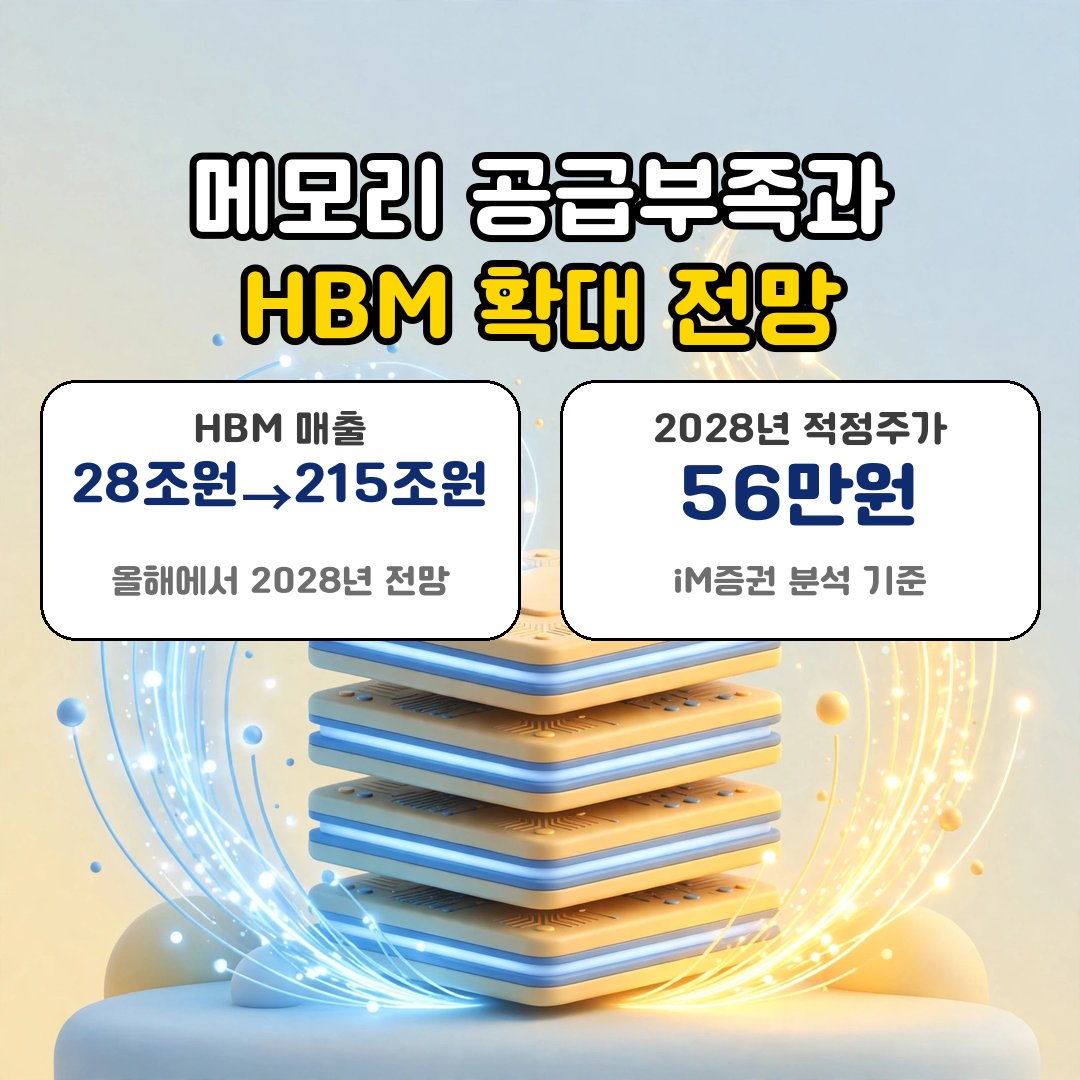 메모리 공급부족과
HBM 확대 전망
HBM 매출
28조원→215조원
올해에서 2028년 전망
2028년 적정주가
56만원
iM증권 분석 기준